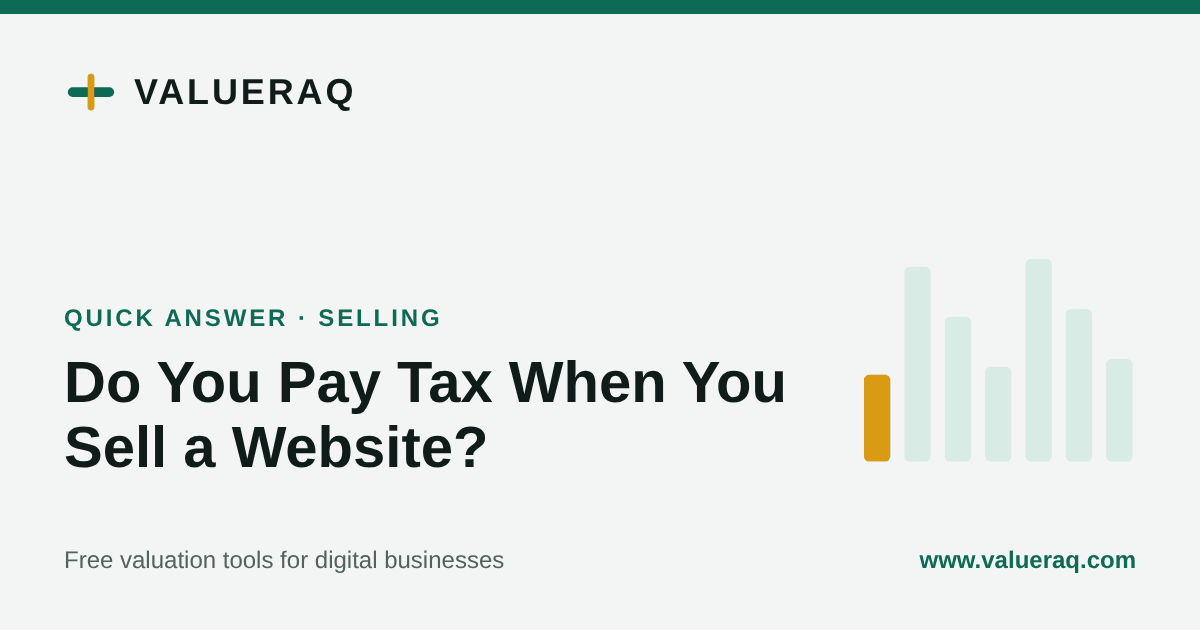 VALUERAQ
QUICK ANSWER · SELLING
Do You Pay Tax When You
Sell a Website?
Free valuation tools for digital businesses
www.valueraq.com